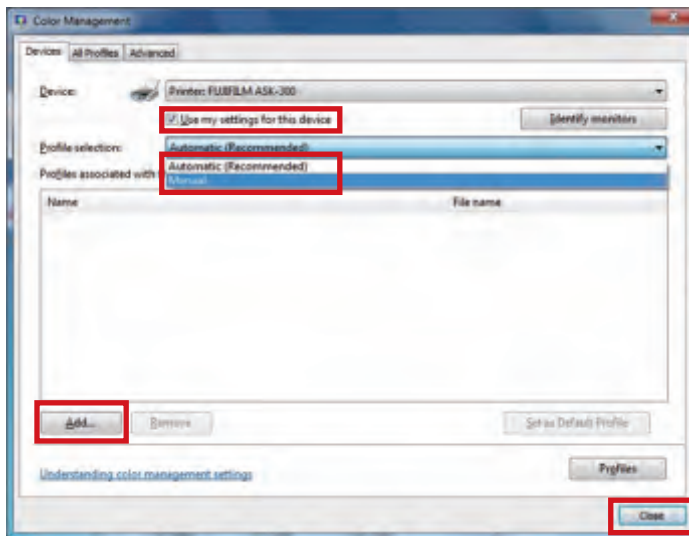 Color Management
Devices All Profiles Advanced
Device: Printer: FUJIFILM ASK-300
Use my settings for this device Identify monitors
Profile selection: Automatic (Recommended)
Automatic (Recommended)
Profiles associated with
Manual
Name File name
Add... Remove Set as Default Profile
Understanding color management settings Profiles
Close